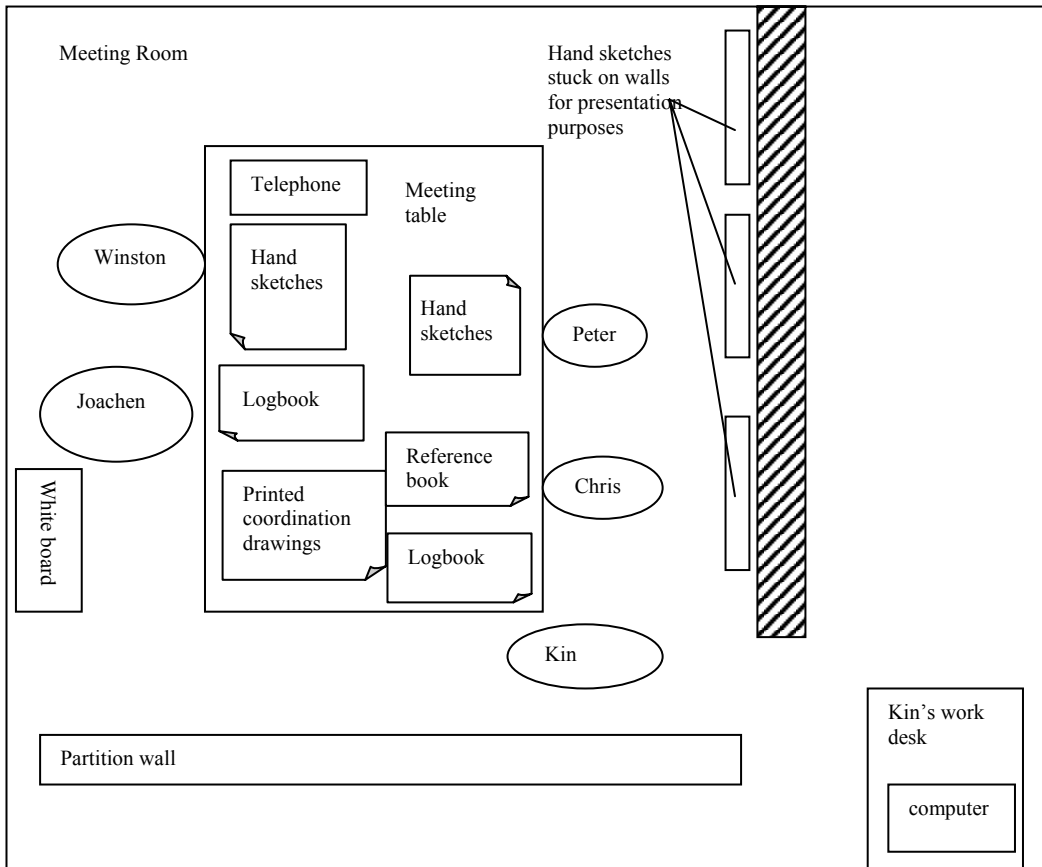 Meeting Room
Hand sketches
stuck on walls
for presentation
purposes
Telephone
Meeting
table
Winston
Hand
sketches
Hand
sketches
Peter
Joachen
Logbook
Reference
book
Chris
White board
Printed
coordination
drawings
Logbook
Kin
Kin’s work
desk
Partition wall
computer